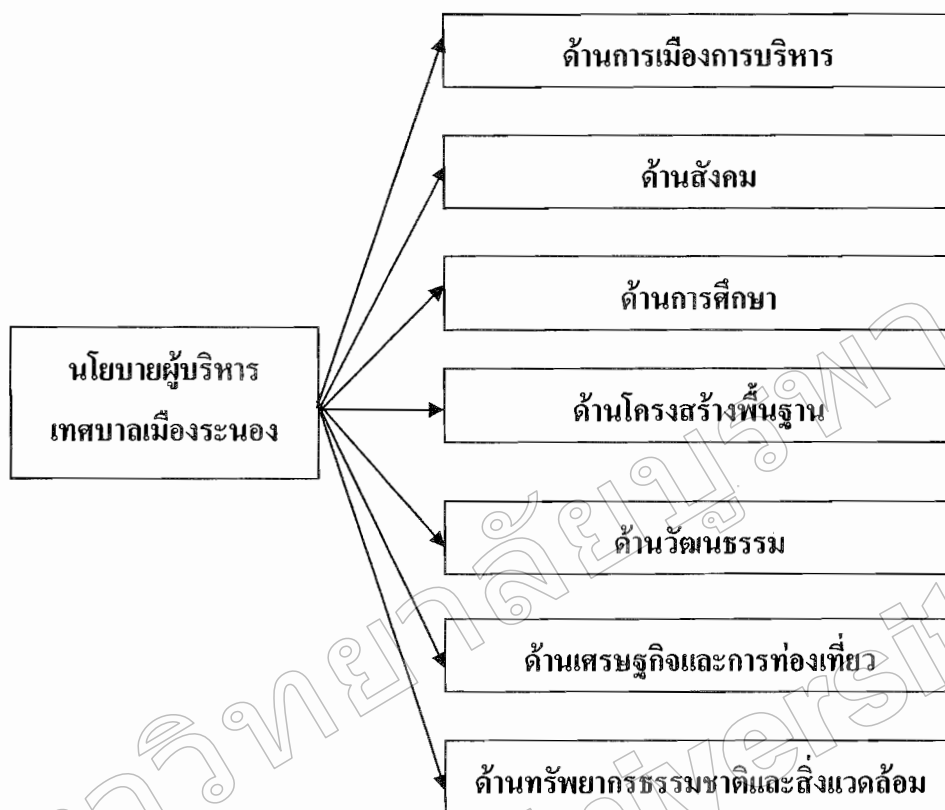 ด้านการเมืองการบริหาร
ด้านสังคม
ด้านการศึกษา
นโยบายผู้บริหาร
เทศบาลเมืองระนอง
ด้านโครงสร้างพื้นฐาน
ด้านวัฒนธรรม
ด้านเศรษฐกิจและการท่องเที่ยว
ด้านทรัพยากรธรรมชาติและสิ่งแวดล้อม